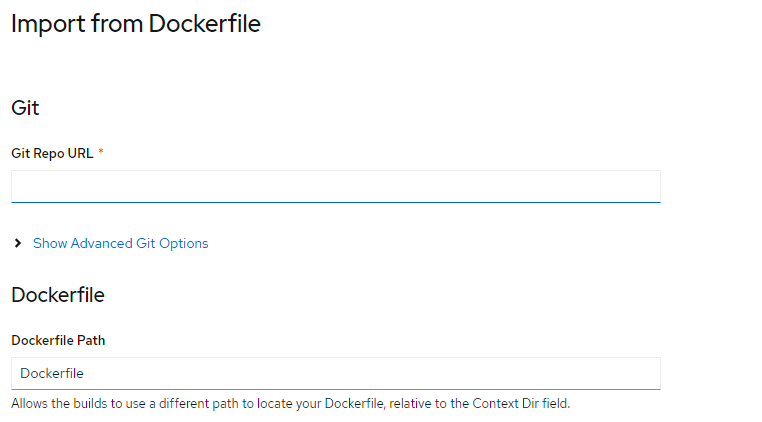 Import from Dockerfile
Git
Git Repo URL *
Show Advanced Git Options
Dockerfile
Dockerfile Path
Dockerfile
Allows the builds to use a different path to locate your Dockerfile, relative to the Context Dir field.